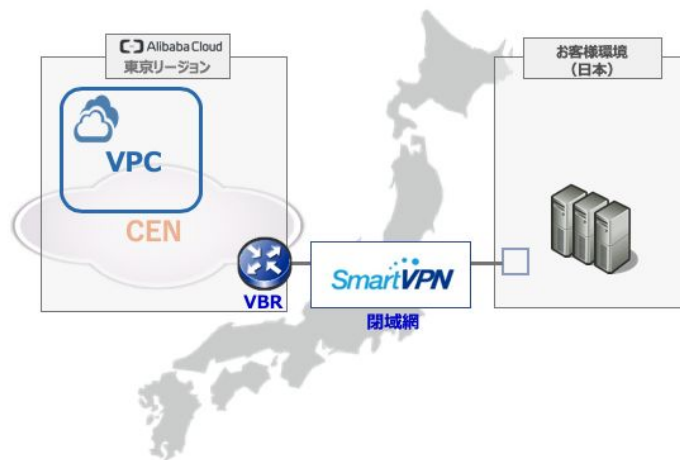 Alibaba Cloud
東京リージョン
VPC
CEN
VBR
SmartVPN
閉域網
お客様環境
（日本）